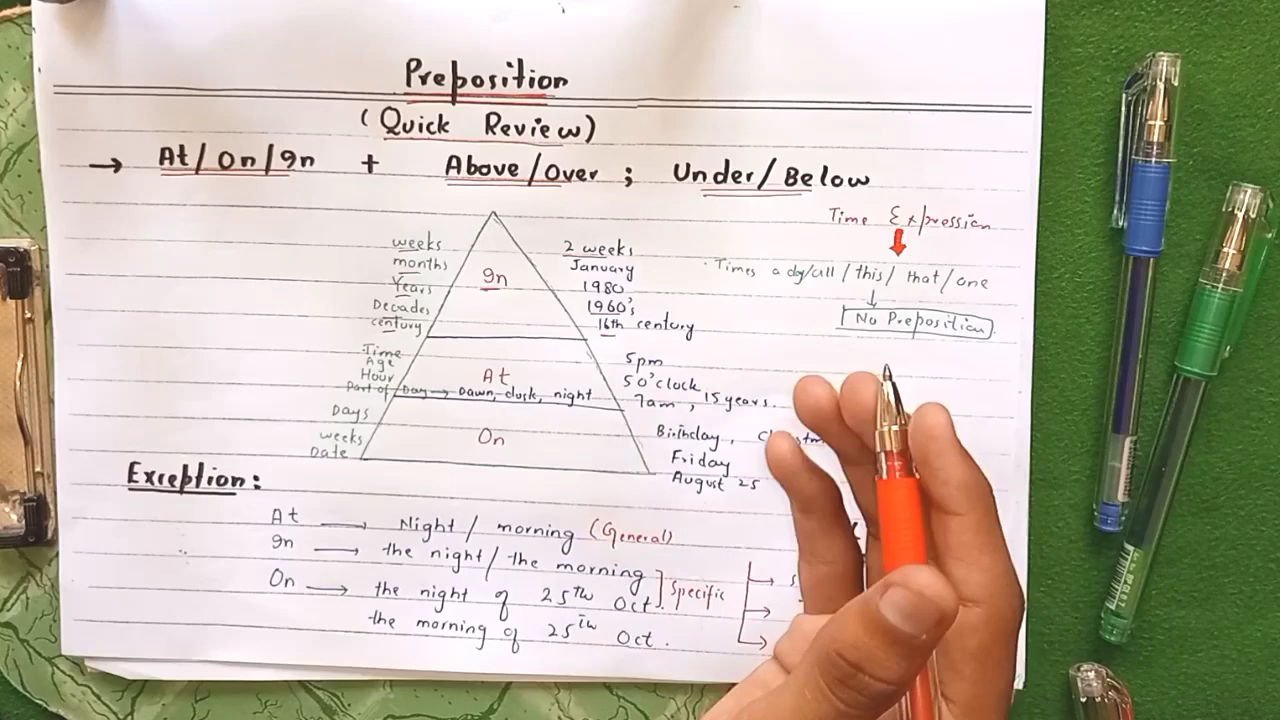 Preposition
(Quick Review)
→ At/On/In + Above/Over ; Under/Below
Time Expression
Times a day/all/this/that/one
No Preposition
weeks
months
Years
Decades
century
In
2 weeks
January
1980
1960's
16th century
Time
Age
Hour
Part of Day → Dawn, dusk, night
At
5pm
5 o'clock
7am, 15 years.
Days
weeks
Date
On
Birthday,
Friday
August 25
Exception:
At → Night/morning (General)
In → the night/the morning
On → the night of 25th Oct.
the morning of 25th Oct.
Specific